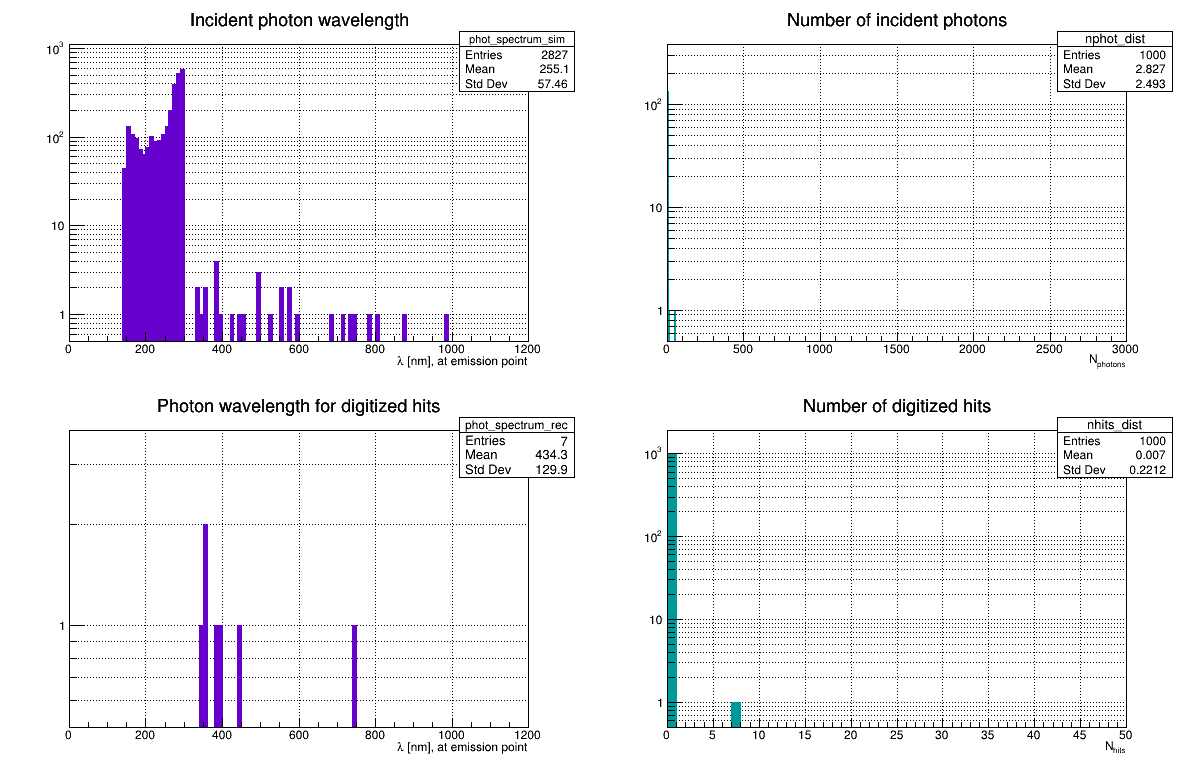 Incident photon wavelength
phot_spectrum_sim
Entries 2827
Mean 255.1
Std Dev 57.46
10³
10²
10
1
0 200 400 600 800 1000 1200
λ [nm], at emission point
Number of incident photons
nphot_dist
Entries 1000
Mean 2.827
Std Dev 2.493
10²
10
1
0 500 1000 1500 2000 2500 3000
Nphotons
Photon wavelength for digitized hits
phot_spectrum_rec
Entries 7
Mean 434.3
Std Dev 129.9
1
0 200 400 600 800 1000 1200
λ [nm], at emission point
Number of digitized hits
nhits_dist
Entries 1000
Mean 0.007
Std Dev 0.2212
10³
10²
10
1
0 5 10 15 20 25 30 35 40 45 50
Nhits